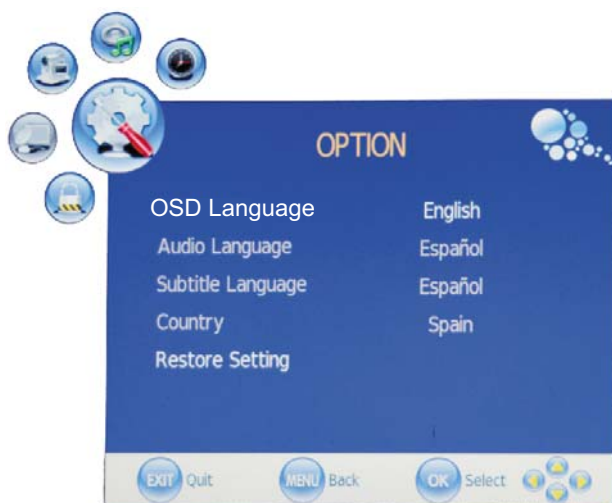 OPTION
OSD Language English
Audio Language Español
Subtitle Language Español
Country Spain
Restore Setting
EXIT Quit MENU Back OK Select